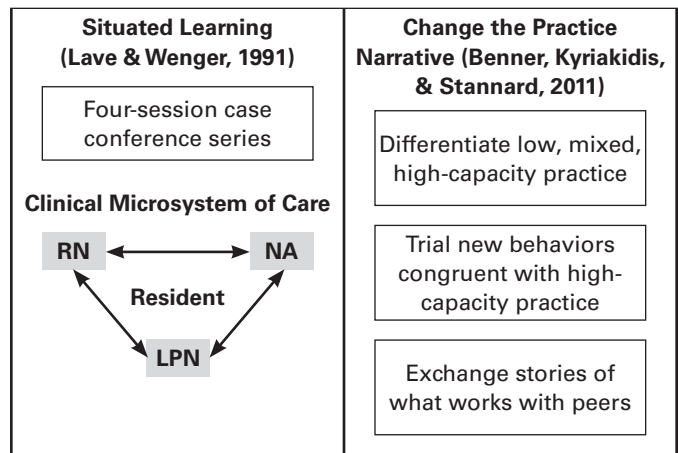 Situated Learning
(Lave & Wenger, 1991)
Four-session case
conference series
Clinical Microsystem of Care
RN
NA
Resident
LPN
Change the Practice
Narrative (Benner, Kyriakidis,
& Stannard, 2011)
Differentiate low, mixed,
high-capacity practice
Trial new behaviors
congruent with high-
capacity practice
Exchange stories of
what works with peers